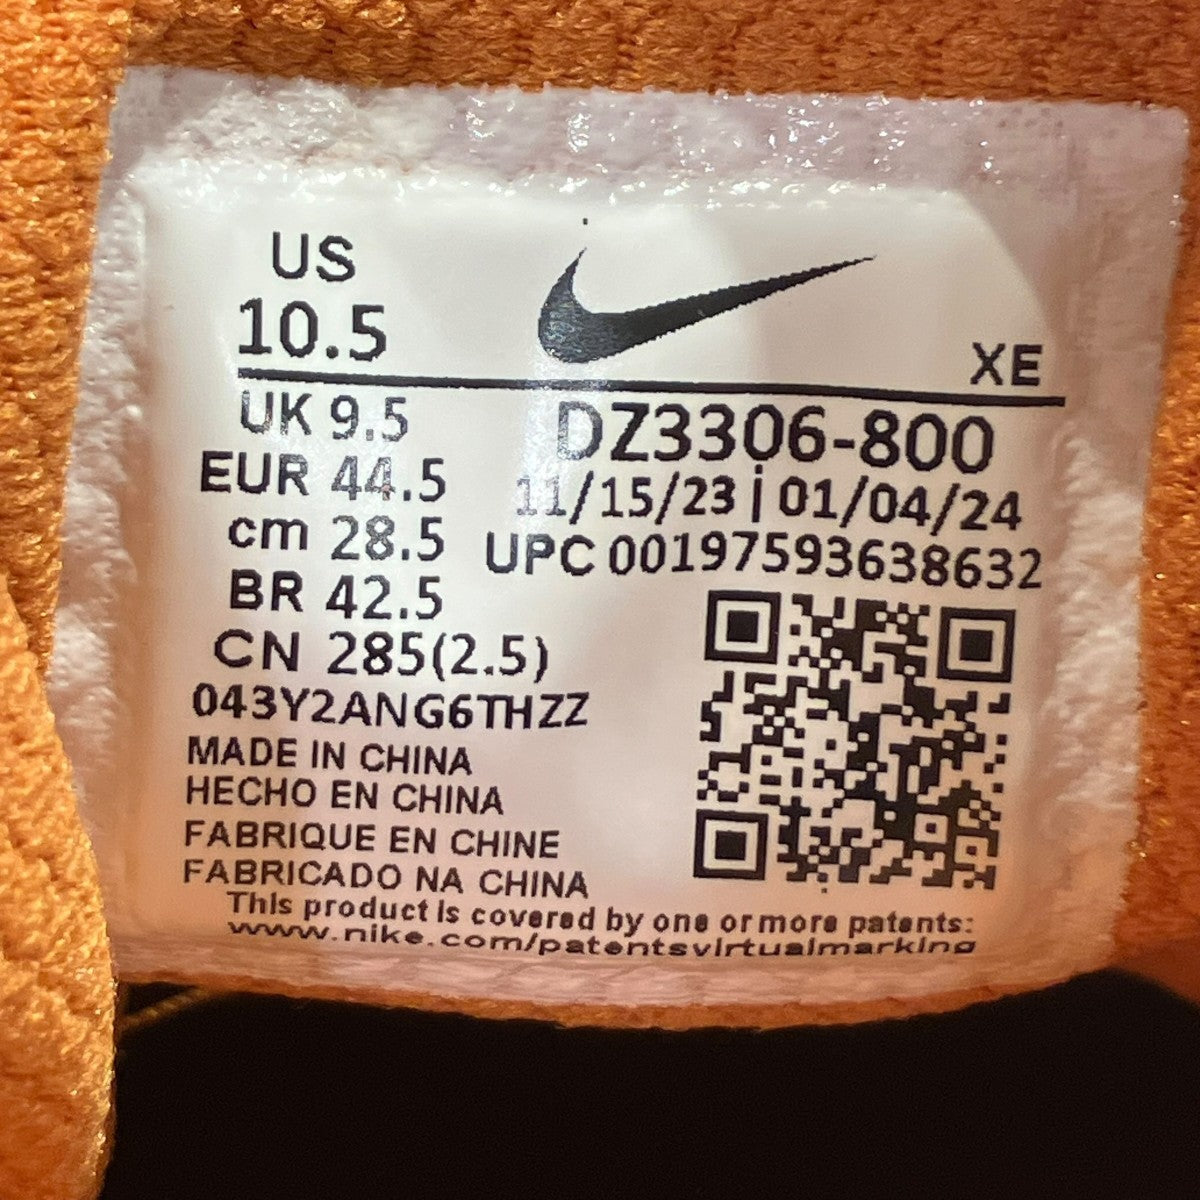 US
10.5
XE
UK 9.5
EUR 44.5
cm 28.5
BR 42.5
CN 285(2.5)
DZ3306-800
11/15/23 | 01/04/24
UPC 00197593638632
043Y2ANG6THZZ
MADE IN CHINA
HECHO EN CHINA
FABRIQUE EN CHINE
FABRICADO NA CHINA
This product is covered by one or more patents:
www.nike.com/patentsvirtualmarking